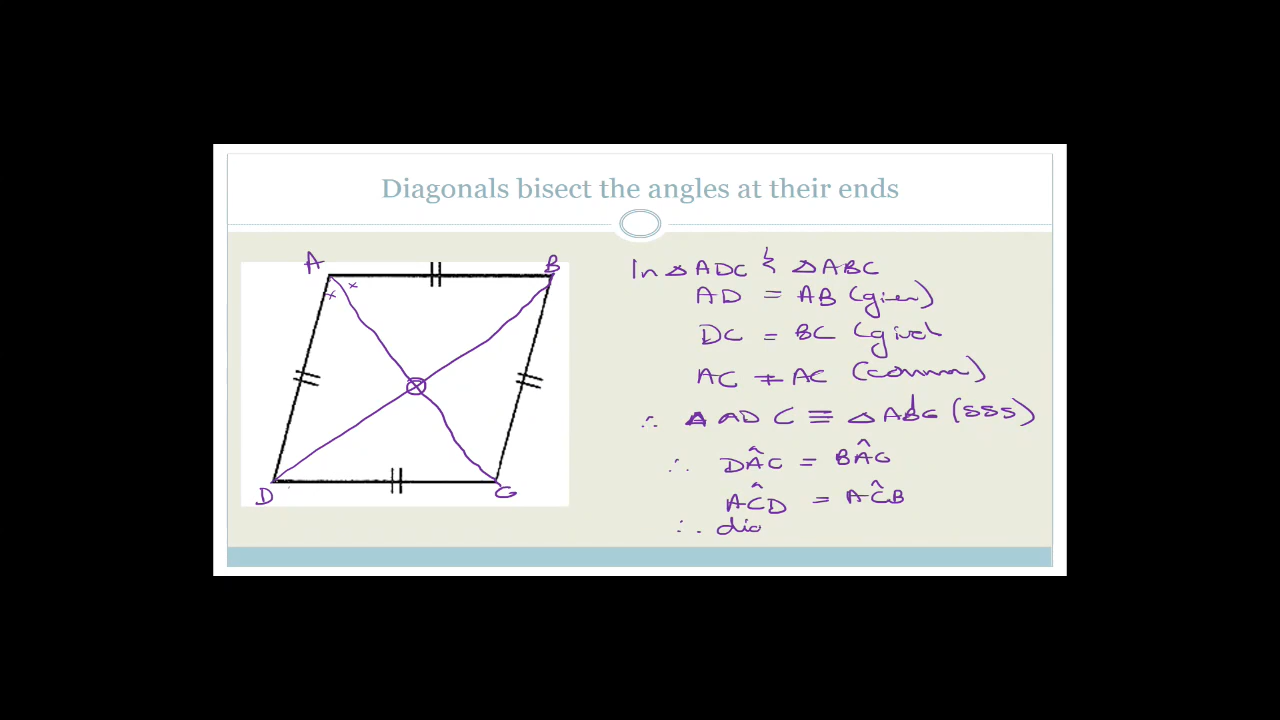 Diagonals bisect the angles at their ends
A
B
D
C
In △ADC & △ABC
AD = AB (given)
DC = BC (given
AC = AC (common)
∴ △ADC ≡ △ABC (SSS)
∴ DÂC = BÂC
AĈD = AĈB
∴ dia